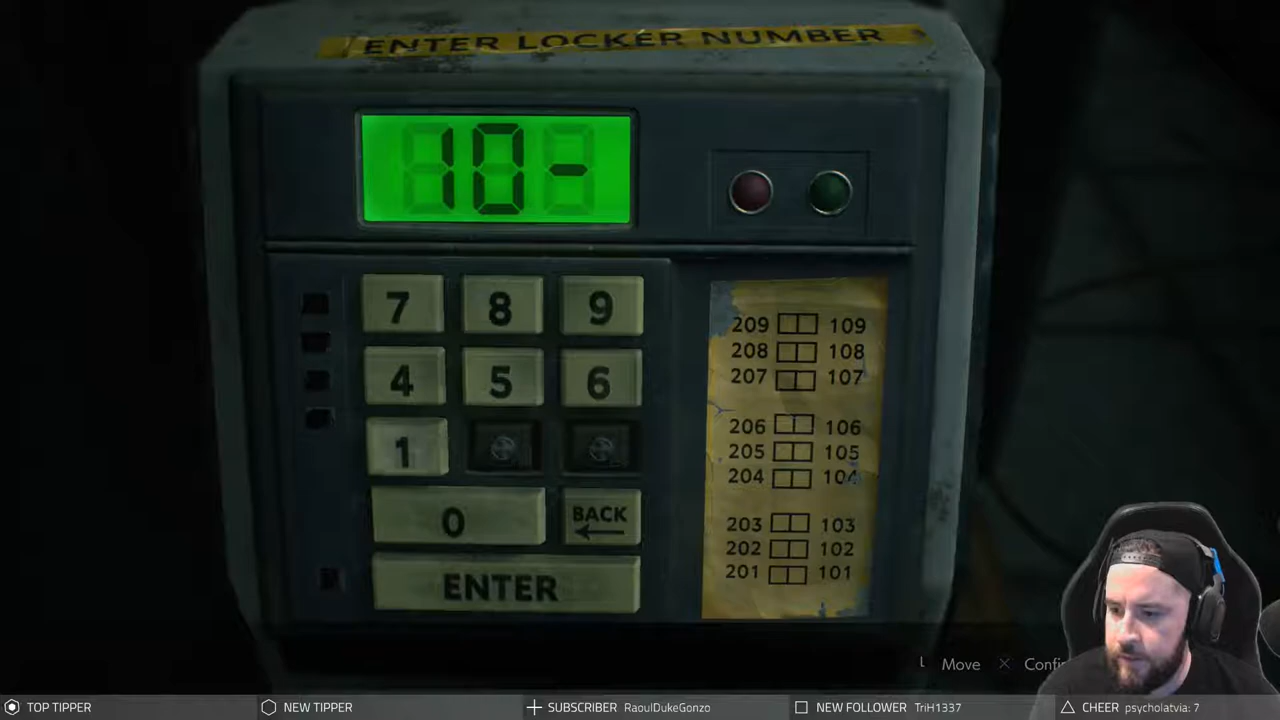 ENTER LOCKER NUMBER
10-
7 8 9
4 5 6
1
0 BACK
ENTER
209 109
208 108
207 107
206 106
205 105
204 104
203 103
202 102
201 101
L Move X Confi
TOP TIPPER
NEW TIPPER
SUBSCRIBER RaoulDukeGonzo
NEW FOLLOWER TriH1337
CHEER psycholatvia: 7